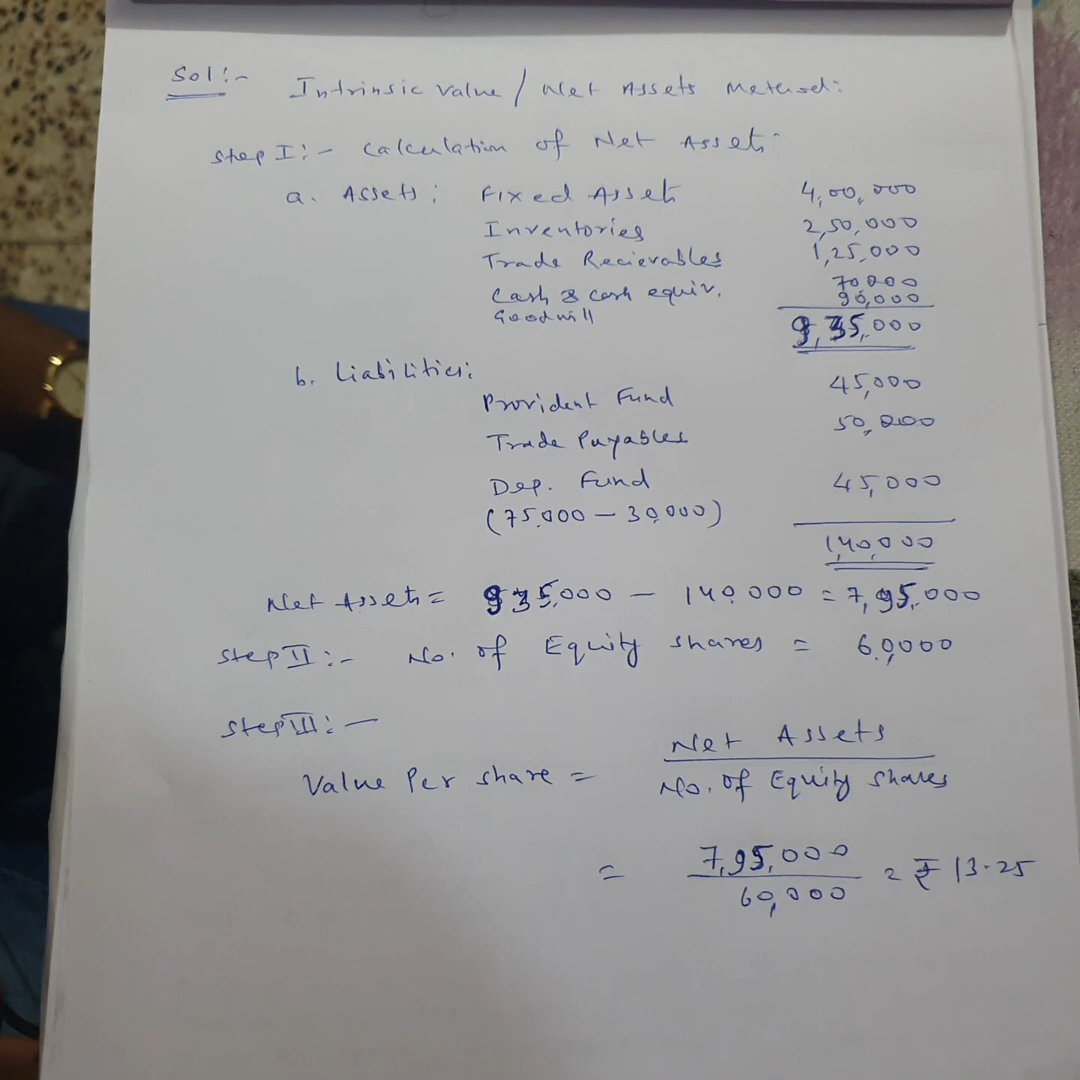 Sol:-
Intrinsic value / Net Assets Method:
Step I:- Calculation of Net Assets
a. Assets: Fixed Assets 4,00,000
Inventories 2,50,000
Trade Recievables 1,25,000
Cash & cash equiv. 70000
Goodwill 90,000
9,35,000
b. Liabilities:
Provident Fund 45,000
Trade Payables 50,000
Dep. Fund 45,000
(75,000 - 30,000)
1,40,000
Net Assets = 935,000 - 140,000 = 7,95,000
Step II:- No. of Equity shares = 60,000
Step III:-
Net Assets
Value Per share =
No. of Equity Shares
7,95,000
= = ₹ 13.25
60,000